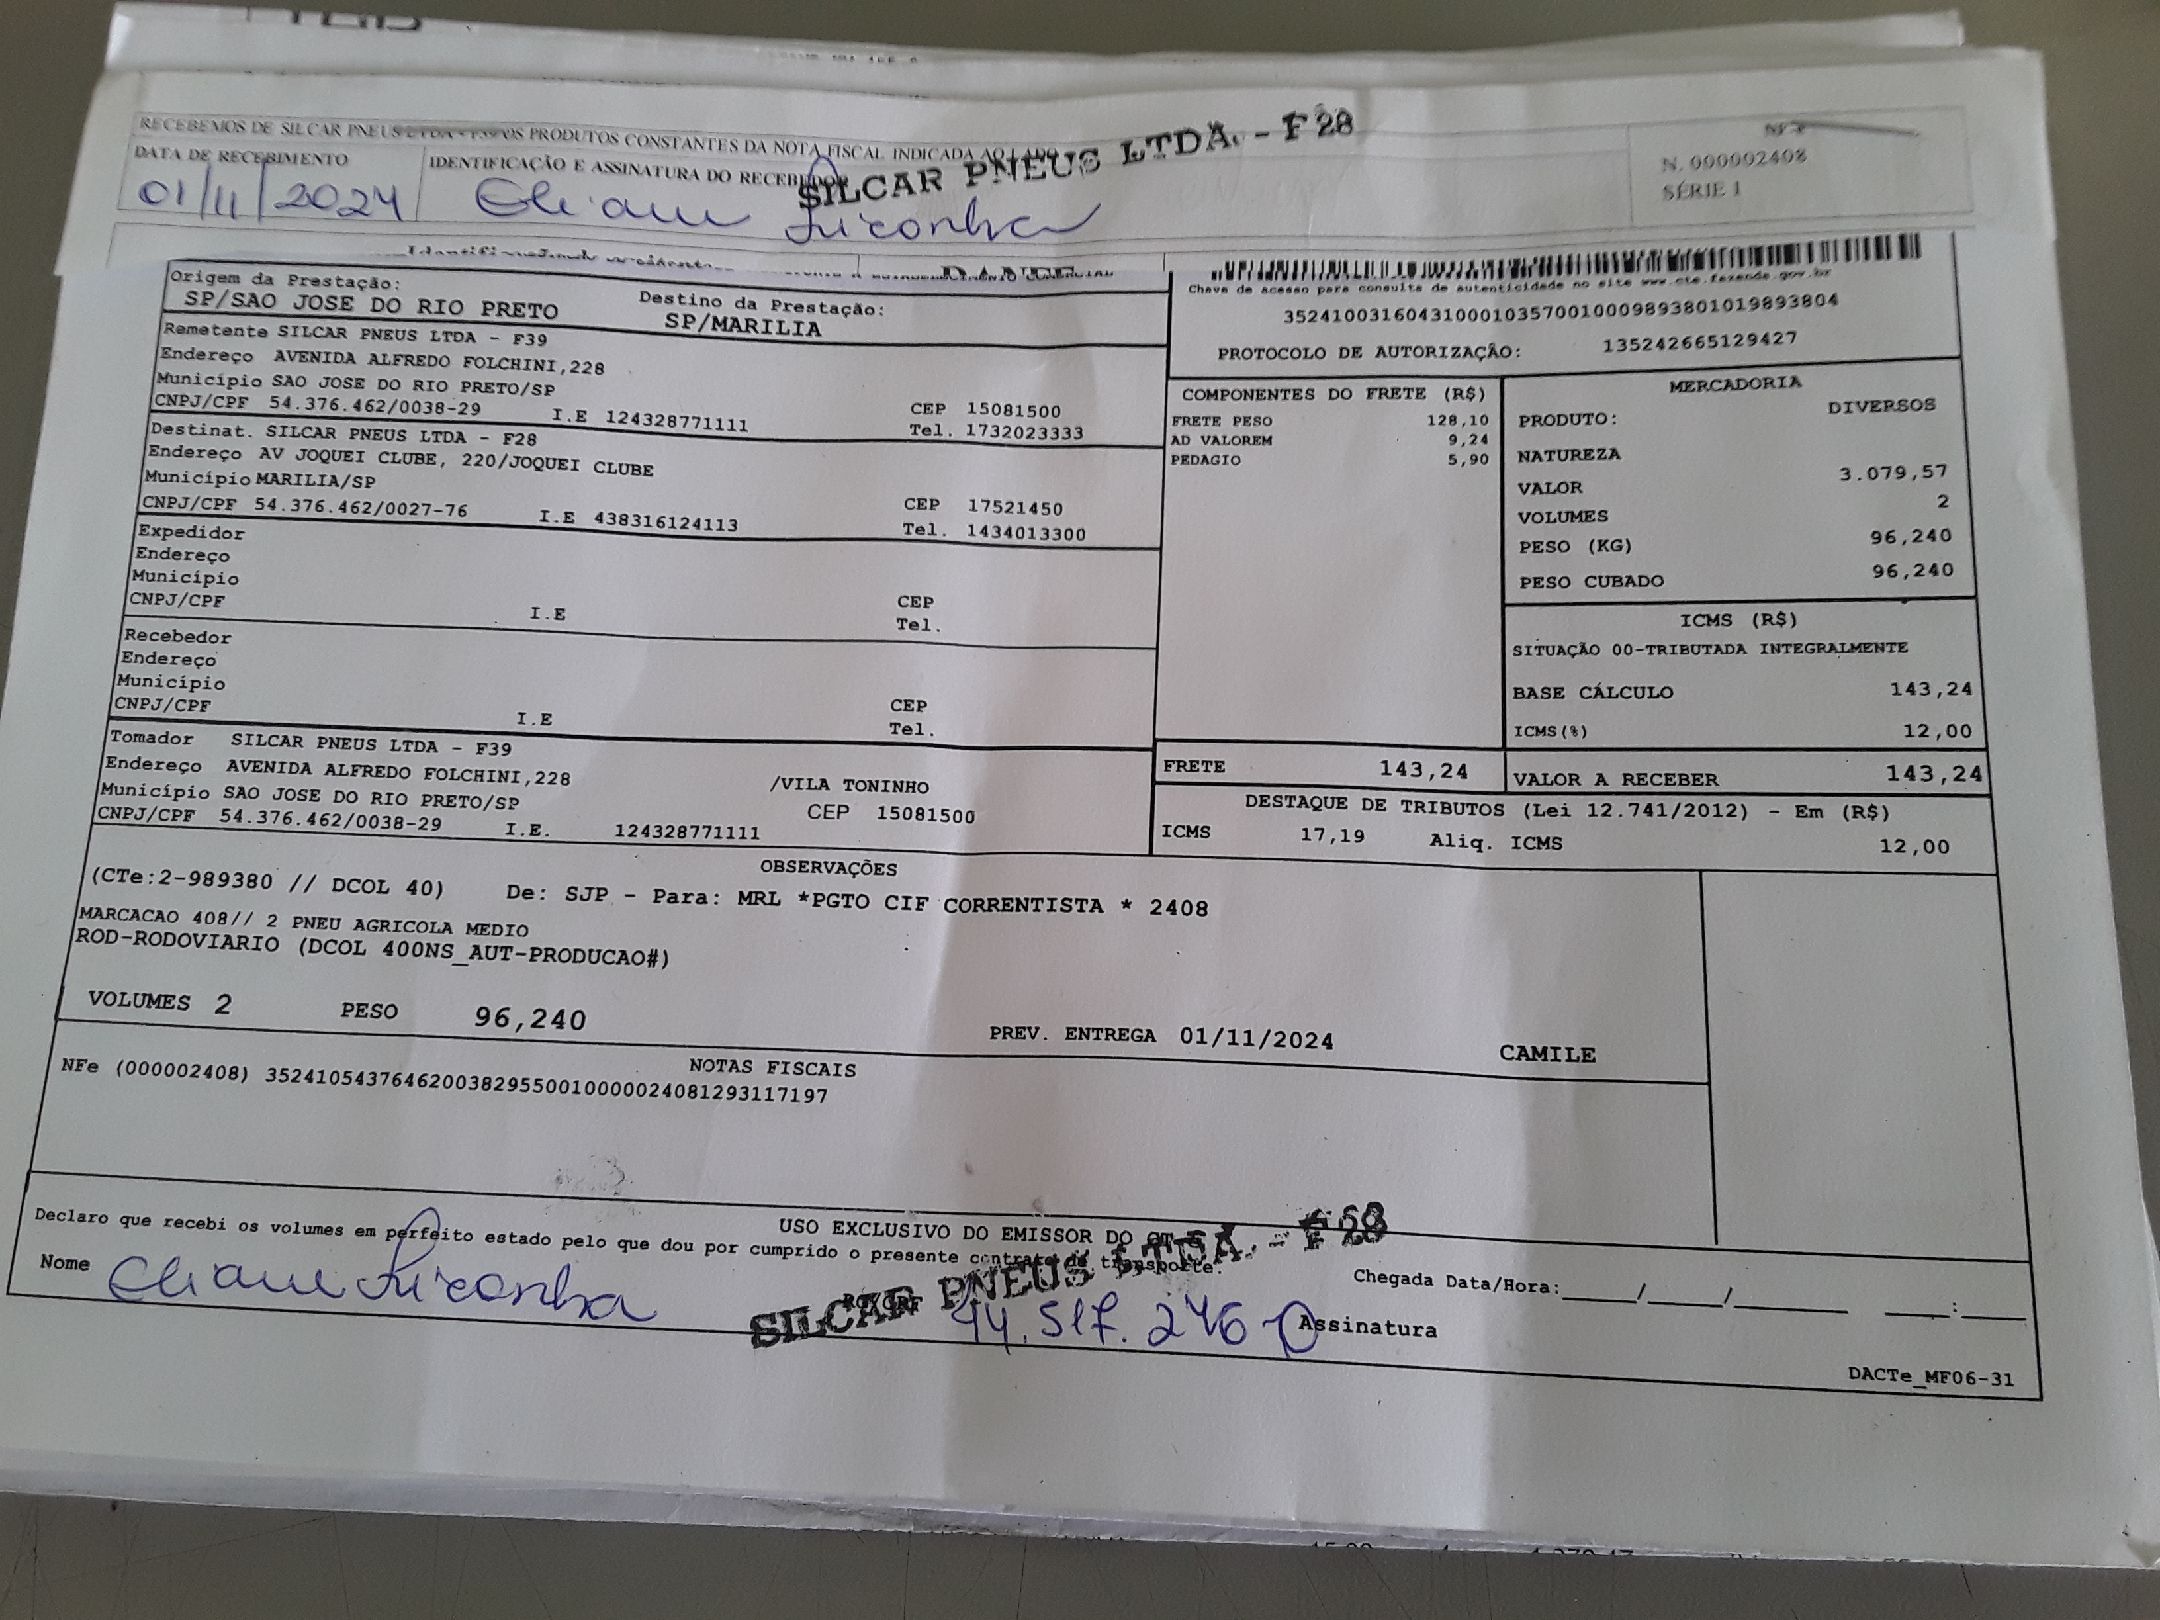 RECEBEMOS DE SILCAR PNEUS LTDA - F39 OS PRODUTOS CONSTANTES DA NOTA FISCAL INDICADA AO LADO
DATA DE RECEBIMENTO
IDENTIFICAÇÃO E ASSINATURA DO RECEBEDOR
01/11/2024
SILCAR PNEUS LTDA. - F 28
N. 000002408
SÉRIE 1
Origem da Prestação:
SP/SAO JOSE DO RIO PRETO
Destino da Prestação:
SP/MARILIA
Chave de acesso para consulta de autenticidade no site www.cte.fazenda.gov.br
35241003160431000103570010009893801019893804
PROTOCOLO DE AUTORIZAÇÃO: 135242665129427
Remetente SILCAR PNEUS LTDA - F39
Endereço AVENIDA ALFREDO FOLCHINI,228
Município SAO JOSE DO RIO PRETO/SP
CEP 15081500
CNPJ/CPF 54.376.462/0038-29 I.E 124328771111
Tel. 1732023333
Destinat. SILCAR PNEUS LTDA - F28
Endereço AV JOQUEI CLUBE, 220/JOQUEI CLUBE
Município MARILIA/SP
CEP 17521450
CNPJ/CPF 54.376.462/0027-76 I.E 438316124113
Tel. 1434013300
Expedidor
Endereço
Município
CEP
CNPJ/CPF I.E
Tel.
Recebedor
Endereço
Município
CEP
CNPJ/CPF I.E
Tel.
Tomador SILCAR PNEUS LTDA - F39
Endereço AVENIDA ALFREDO FOLCHINI,228 /VILA TONINHO
Município SAO JOSE DO RIO PRETO/SP CEP 15081500
CNPJ/CPF 54.376.462/0038-29 I.E. 124328771111
COMPONENTES DO FRETE (R$)
FRETE PESO 128,10
AD VALOREM 9,24
PEDAGIO 5,90
MERCADORIA
PRODUTO: DIVERSOS
NATUREZA
VALOR 3.079,57
VOLUMES 2
PESO (KG) 96,240
PESO CUBADO 96,240
ICMS (R$)
SITUAÇÃO 00-TRIBUTADA INTEGRALMENTE
BASE CÁLCULO 143,24
ICMS(%) 12,00
FRETE 143,24
VALOR A RECEBER 143,24
DESTAQUE DE TRIBUTOS (Lei 12.741/2012) - Em (R$)
ICMS 17,19 Aliq. ICMS 12,00
OBSERVAÇÕES
(CTe:2-989380 // DCOL 40) De: SJP - Para: MRL *PGTO CIF CORRENTISTA * 2408
MARCACAO 408// 2 PNEU AGRICOLA MEDIO
ROD-RODOVIARIO (DCOL 400NS_AUT-PRODUCAO#)
VOLUMES 2 PESO 96,240
PREV. ENTREGA 01/11/2024 CAMILE
NOTAS FISCAIS
NFe (000002408) 35241054376462003829550010000024081293117197
USO EXCLUSIVO DO EMISSOR DO
Declaro que recebi os volumes em perfeito estado pelo que dou por cumprido o presente contrato de transporte.
Nome
SILCAR PNEUS LTDA. - F 28
Chegada Data/Hora:____/____/______ ____:____
Assinatura
DACTe_MF06-31